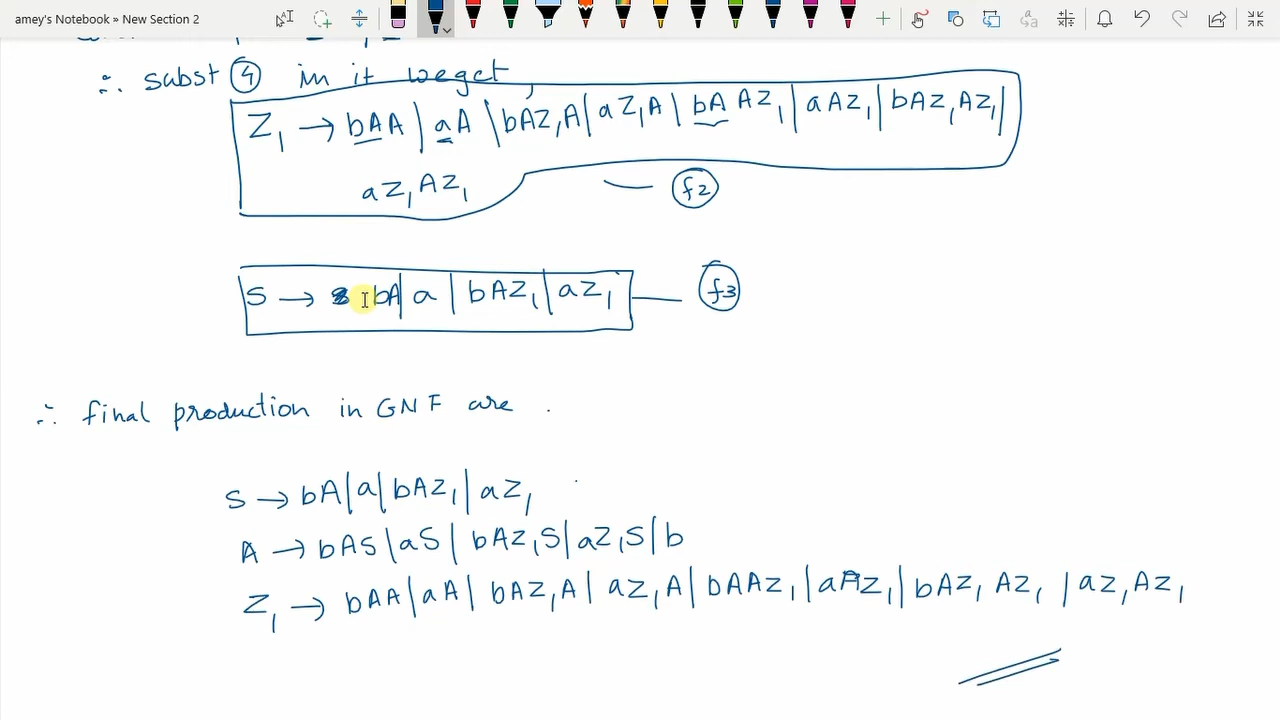 amey's Notebook » New Section 2
∴ subst ④ in it we get,
Z₁ → bAA | aA | bAZ₁A | aZ₁A | bAAZ₁ | aAZ₁ | bAZ₁AZ₁ |
aZ₁AZ₁ — f2
S → bA | a | bAZ₁ | aZ₁ — f3
∴ final production in GNF are .
S → bA | a | bAZ₁ | aZ₁
A → bAS | aS | bAZ₁S | aZ₁S | b
Z₁ → bAA | aA | bAZ₁A | aZ₁A | bAAZ₁ | aAZ₁ | bAZ₁AZ₁ | aZ₁AZ₁